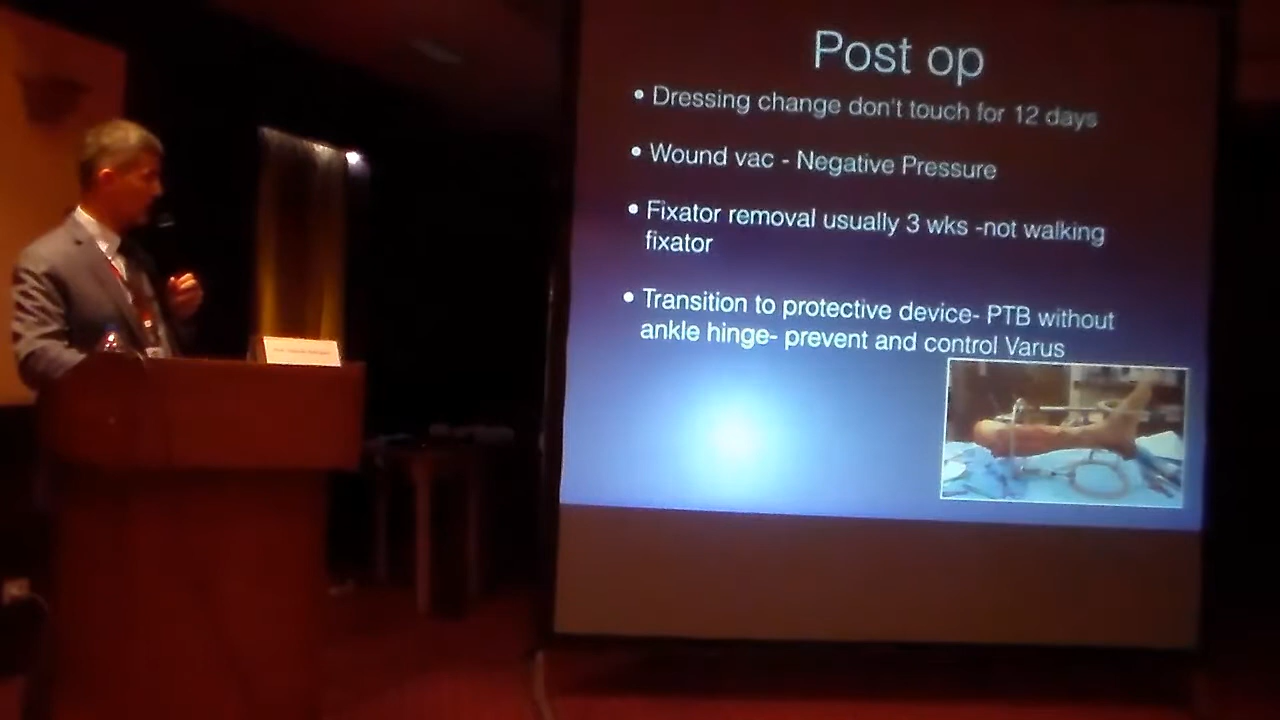 Post op
• Dressing change don't touch for 12 days
• Wound vac - Negative Pressure
• Fixator removal usually 3 wks -not walking
fixator
• Transition to protective device- PTB without
ankle hinge- prevent and control Varus